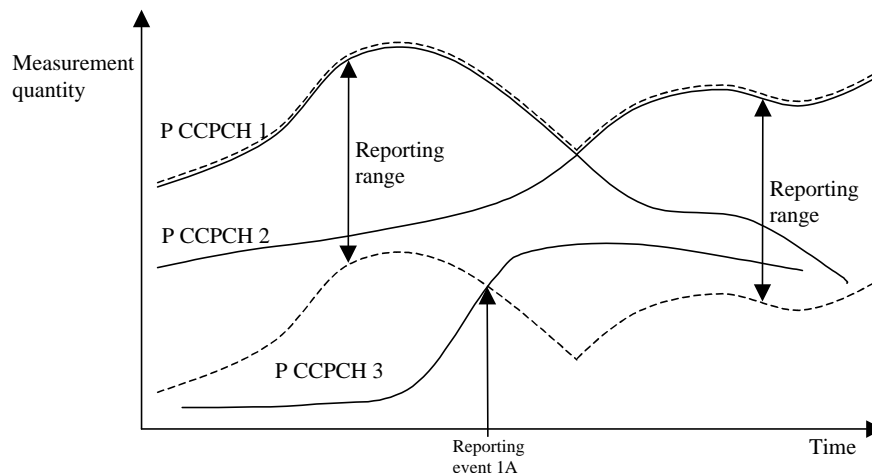 Measurement
quantity
P CCPCH 1
Reporting
range
Reporting
range
P CCPCH 2
P CCPCH 3
Reporting
event 1A
Time